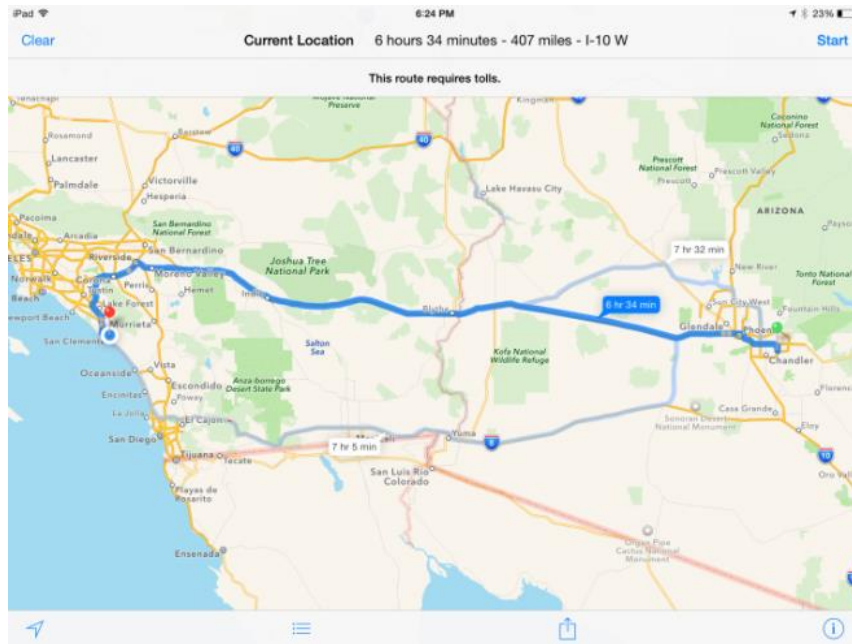 iPad 6:24 PM 23%
Clear Current Location 6 hours 34 minutes - 407 miles - I-10 W Start
This route requires tolls.
Tehachapi
Preserve
Kingman
Coconino
National Forest
Sedona
Rosamond
Barstow
40
40
Lancaster
Palmdale
Victorville
Hesperia
Prescott
National Forest
Prescott Valley
Prescott
Lake Havasu City
ARIZONA
Pacoima
San Bernardino
National Forest
Arcadia
San Bernardino
7 hr 32 min
Riverside
Joshua Tree
National Park
New River
Tonto National
Forest
Norwalk
Corona
Moreno Valley
Tustin
Perris
Hemet
Indio
6 hr 34 min
Sun City West
Fountain Hills
Beach
Lake Forest
Blythe
Glendale
Newport Beach
Murrieta
Phoeni
San Clemente
Salton
Sea
Kofa National
Wildlife Refuge
Chandler
Oceanside
Vista
Escondido
Anza-borrego
Desert State Park
Encinitas
Poway
Casa Grande
Sonoran Desert
National Monument
La Jolla
El Cajon
Eloy
San Diego
7 hr 5 min
Yuma
8
10
Tijuana
Tecate
San Luis Rio
Colorado
Playas de
Rosarito
Organ Pipe
Cactus National
Monument
Ensenada